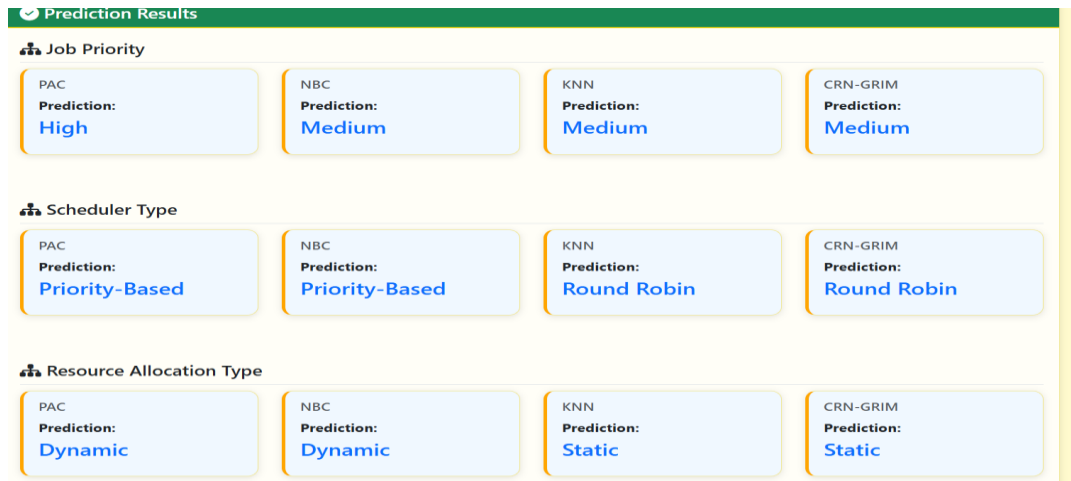 Prediction Results
Job Priority
PAC NBC KNN CRN-GRIM
Prediction: Prediction: Prediction: Prediction:
High Medium Medium Medium
Scheduler Type
PAC NBC KNN CRN-GRIM
Prediction: Prediction: Prediction: Prediction:
Priority-Based Priority-Based Round Robin Round Robin
Resource Allocation Type
PAC NBC KNN CRN-GRIM
Prediction: Prediction: Prediction: Prediction:
Dynamic Dynamic Static Static